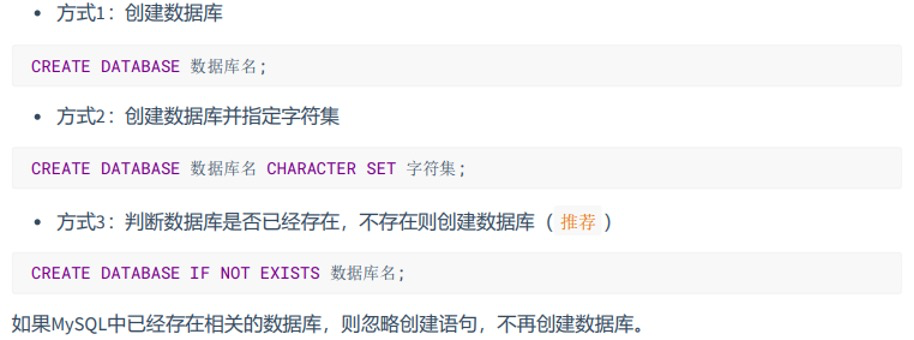 • 方式1：创建数据库
CREATE DATABASE 数据库名;
• 方式2：创建数据库并指定字符集
CREATE DATABASE 数据库名 CHARACTER SET 字符集;
• 方式3：判断数据库是否已经存在，不存在则创建数据库（ 推荐 ）
CREATE DATABASE IF NOT EXISTS 数据库名;
如果MySQL中已经存在相关的数据库，则忽略创建语句，不再创建数据库。